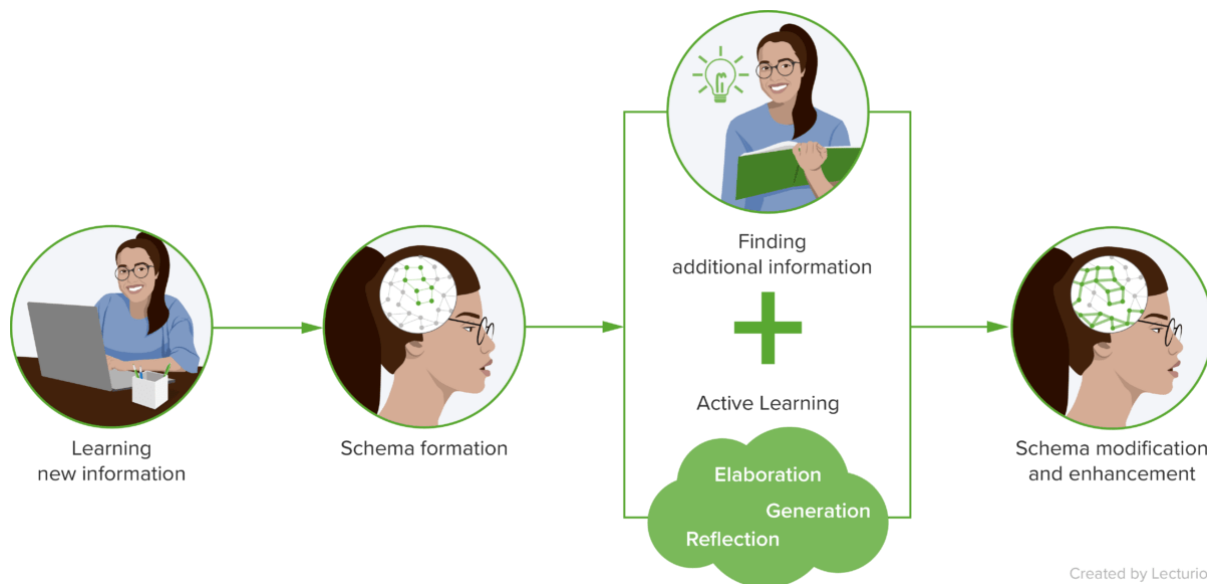 Learning
new information
Schema formation
Finding
additional information
Active Learning
Elaboration
Generation
Reflection
Schema modification
and enhancement
Created by Lecturio